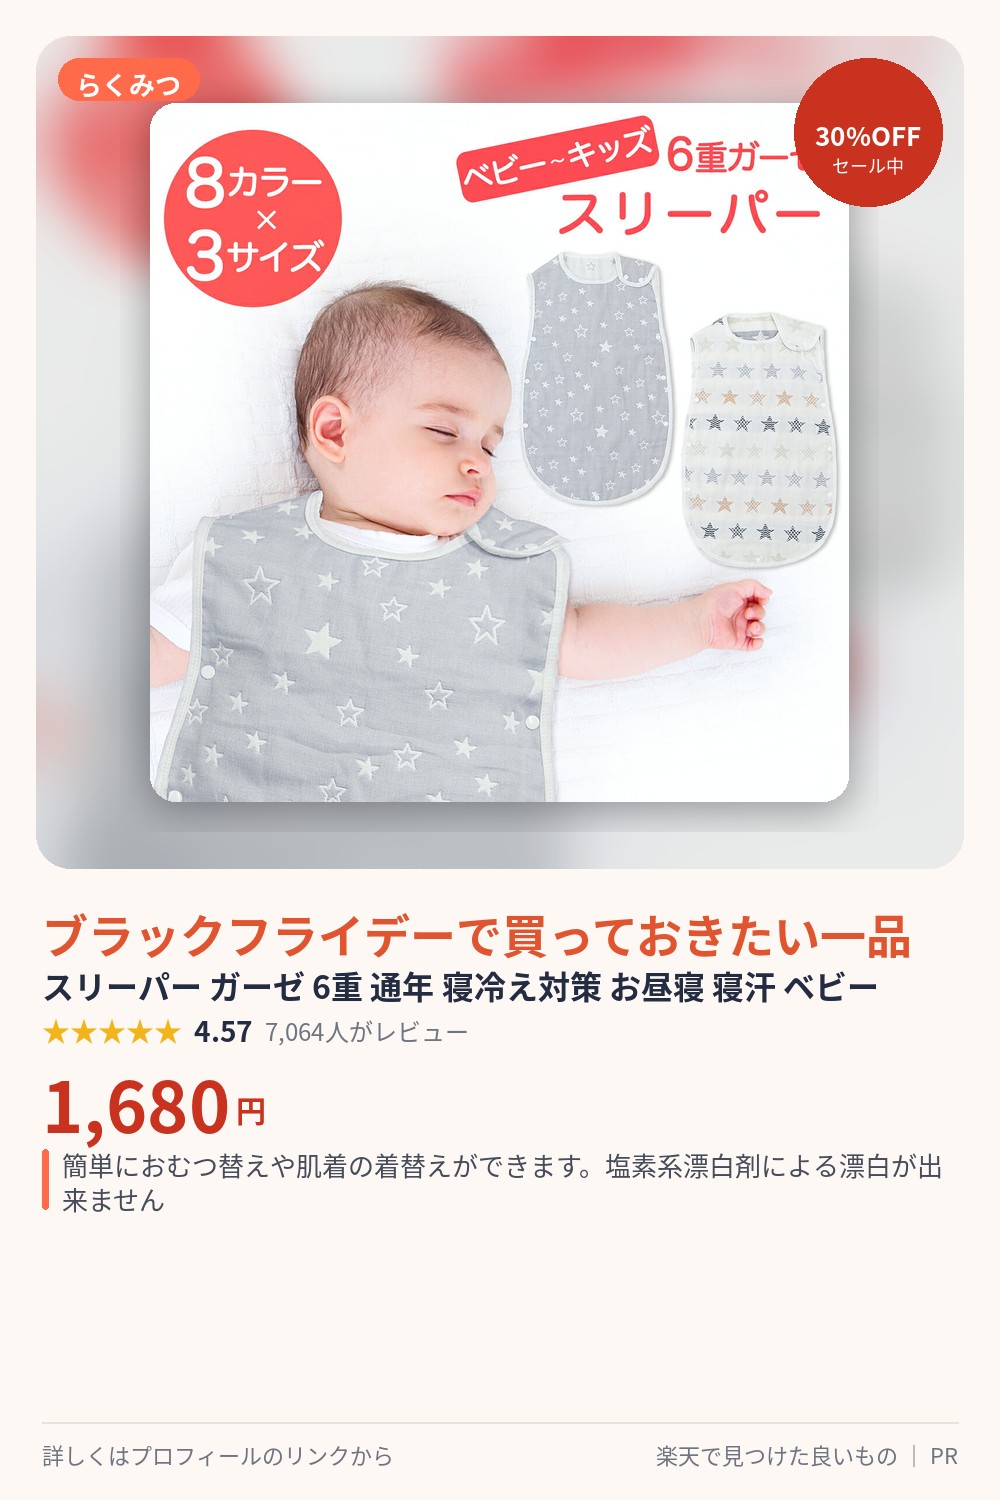 らくみつ
30%OFF
セール中
8カラー
×
3サイズ
ベビー~キッズ
6重ガー
スリーパー
ブラックフライデーで買っておきたい一品
スリーパー ガーゼ 6重 通年 寝冷え対策 お昼寝 寝汗 ベビー
★★★★★ 4.57 7,064人がレビュー
1,680円
簡単におむつ替えや肌着の着替えができます。塩素系漂白剤による漂白が出
来ません
詳しくはプロフィールのリンクから
楽天で見つけた良いもの | PR